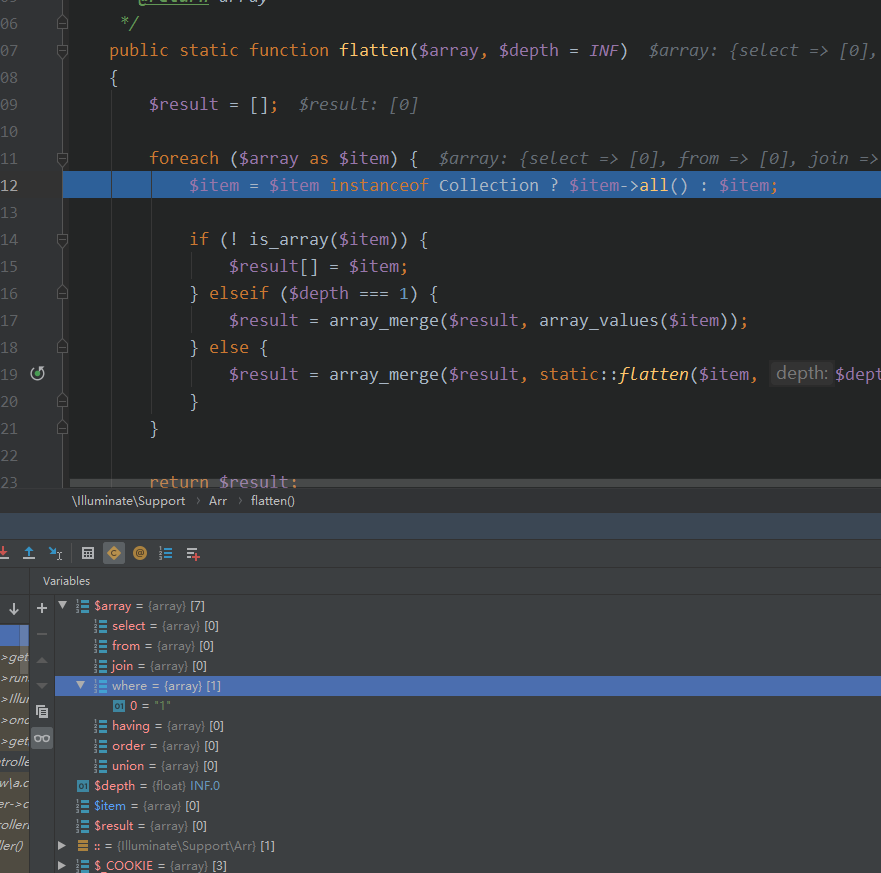 05 @return array
06 */
07 public static function flatten($array, $depth = INF) $array: {select => [0],
08 {
09 $result = []; $result: [0]
10
11 foreach ($array as $item) { $array: {select => [0], from => [0], join =>
12 $item = $item instanceof Collection ? $item->all() : $item;
13
14 if (! is_array($item)) {
15 $result[] = $item;
16 } elseif ($depth === 1) {
17 $result = array_merge($result, array_values($item));
18 } else {
19 $result = array_merge($result, static::flatten($item, depth: $dept
20 }
21 }
22
23 return $result;
\Illuminate\Support › Arr › flatten()
Variables
$array = {array} [7]
select = {array} [0]
>get from = {array} [0]
>run join = {array} [0]
>Illur where = {array} [1]
>onc 0 = "1"
>get having = {array} [0]
ntrolle order = {array} [0]
w\a.c union = {array} [0]
$depth = {float} INF.0
er->c $item = {array} [0]
rollerI $result = {array} [0]
ller() :: = {Illuminate\Support\Arr} [1]
$_COOKIE = {array} [3]